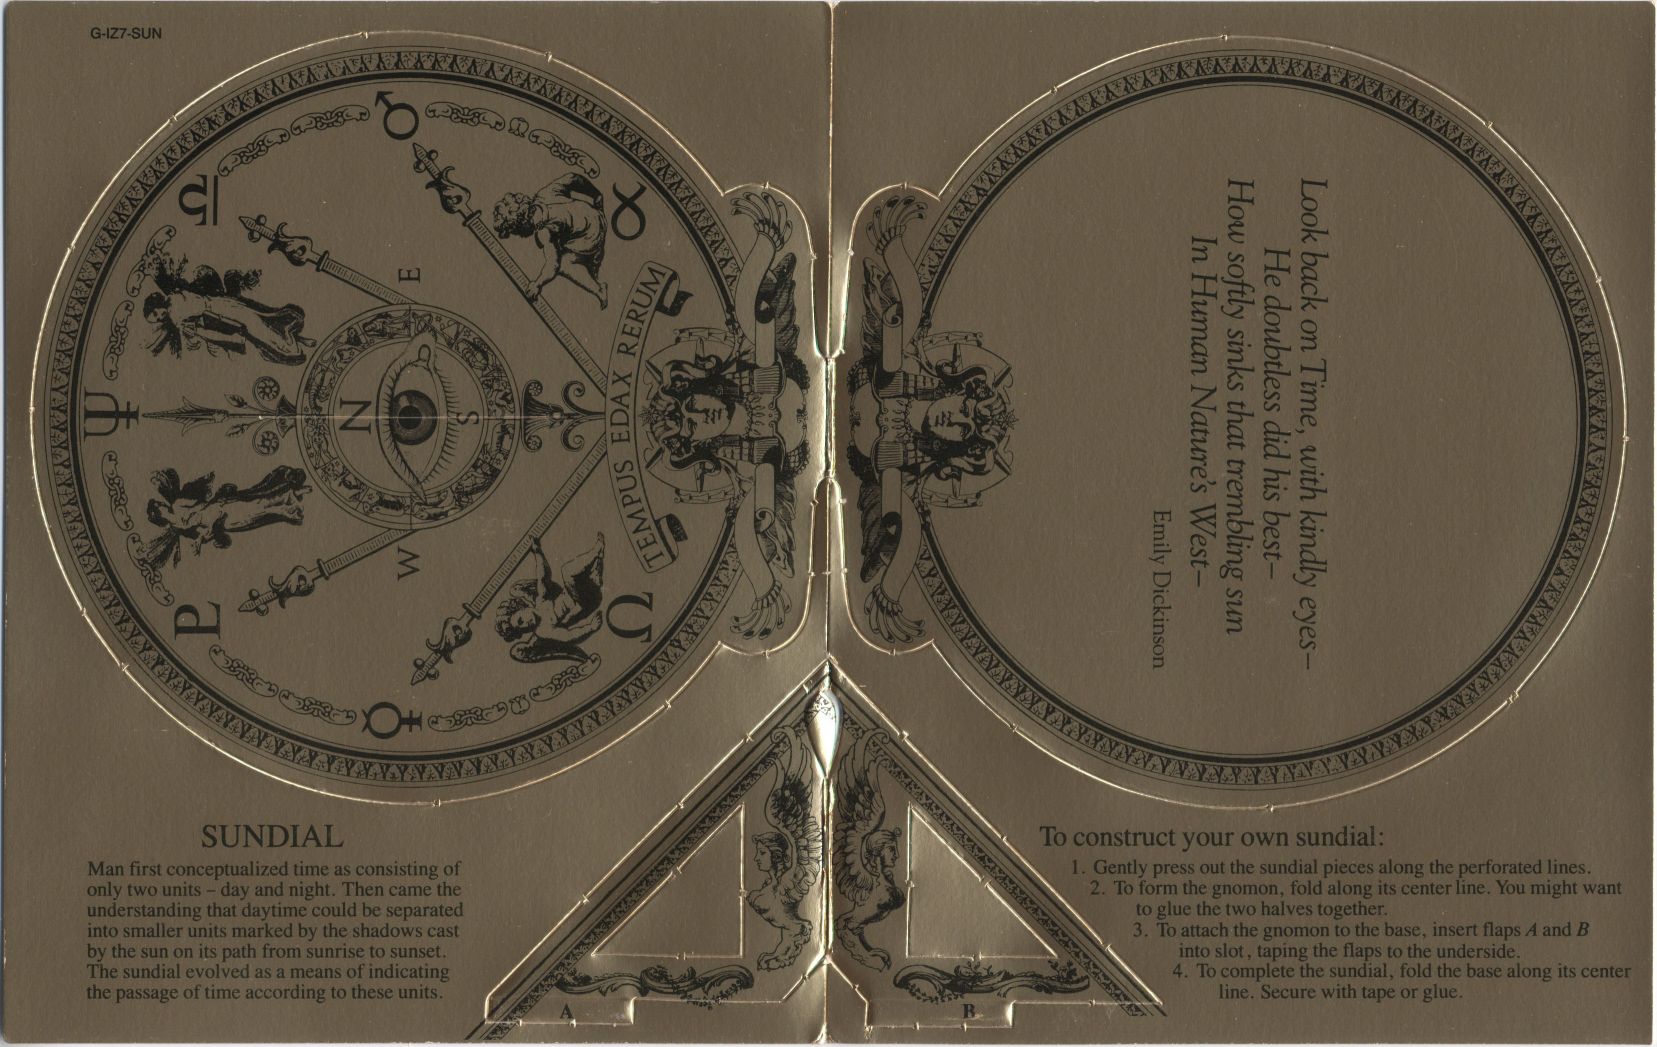 G-IZ7-SUN
E
N
S
W
TEMPUS EDAX RERUM
Look back on Time, with kindly eyes–
He doubtless did his best–
How softly sinks that trembling sun
In Human Nature's West–
Emily Dickinson
SUNDIAL
Man first conceptualized time as consisting of
only two units – day and night. Then came the
understanding that daytime could be separated
into smaller units marked by the shadows cast
by the sun on its path from sunrise to sunset.
The sundial evolved as a means of indicating
the passage of time according to these units.
A
B
To construct your own sundial:
1. Gently press out the sundial pieces along the perforated lines.
2. To form the gnomon, fold along its center line. You might want
to glue the two halves together.
3. To attach the gnomon to the base, insert flaps A and B
into slot, taping the flaps to the underside.
4. To complete the sundial, fold the base along its center
line. Secure with tape or glue.